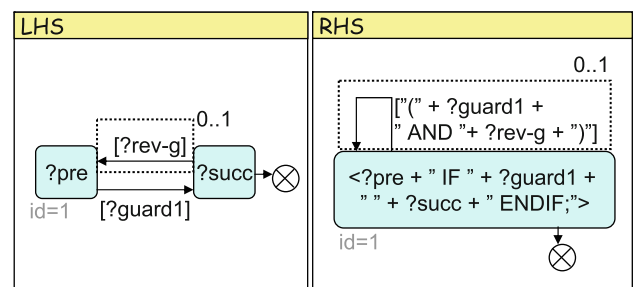 LHS
RHS
0..1
[?rev-g]
?pre
?succ
id=1
[?guard1]
0..1
["(" + ?guard1 +
" AND "+ ?rev-g + ")"]
<?pre + " IF " + ?guard1 +
" " + ?succ + " ENDIF;">
id=1